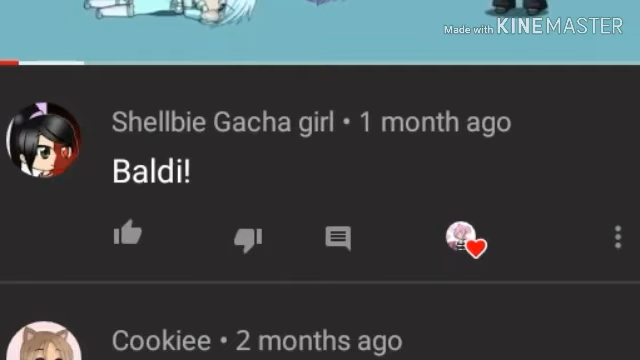 Made with KINEMASTER
Shellbie Gacha girl • 1 month ago
Baldi!
Cookiee • 2 months ago